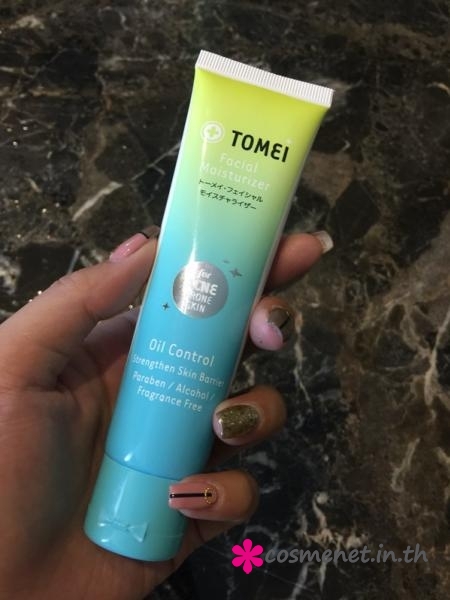 TOMEI
Facial
Moisturizer
トーメイ・フェイシャル
モイスチャライザー
for
ACNE
PRONE
SKIN
Oil Control
Strengthen Skin Barrier
Paraben / Alcohol /
Fragrance Free
cosmenet.in.th